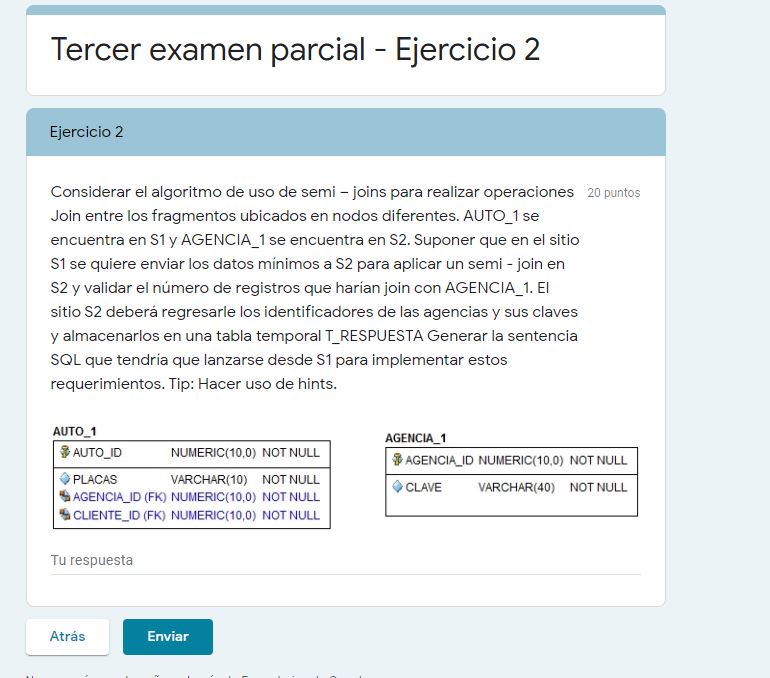 Tercer examen parcial - Ejercicio 2
Ejercicio 2
Considerar el algoritmo de uso de semi – joins para realizar operaciones 20 puntos
Join entre los fragmentos ubicados en nodos diferentes. AUTO_1 se
encuentra en S1 y AGENCIA_1 se encuentra en S2. Suponer que en el sitio
S1 se quiere enviar los datos mínimos a S2 para aplicar un semi - join en
S2 y validar el número de registros que harían join con AGENCIA_1. El
sitio S2 deberá regresarle los identificadores de las agencias y sus claves
y almacenarlos en una tabla temporal T_RESPUESTA Generar la sentencia
SQL que tendría que lanzarse desde S1 para implementar estos
requerimientos. Tip: Hacer uso de hints.
AUTO_1
AUTO_ID NUMERIC(10,0) NOT NULL
PLACAS VARCHAR(10) NOT NULL
AGENCIA_ID (FK) NUMERIC(10,0) NOT NULL
CLIENTE_ID (FK) NUMERIC(10,0) NOT NULL
AGENCIA_1
AGENCIA_ID NUMERIC(10,0) NOT NULL
CLAVE VARCHAR(40) NOT NULL
Tu respuesta
Atrás
Enviar